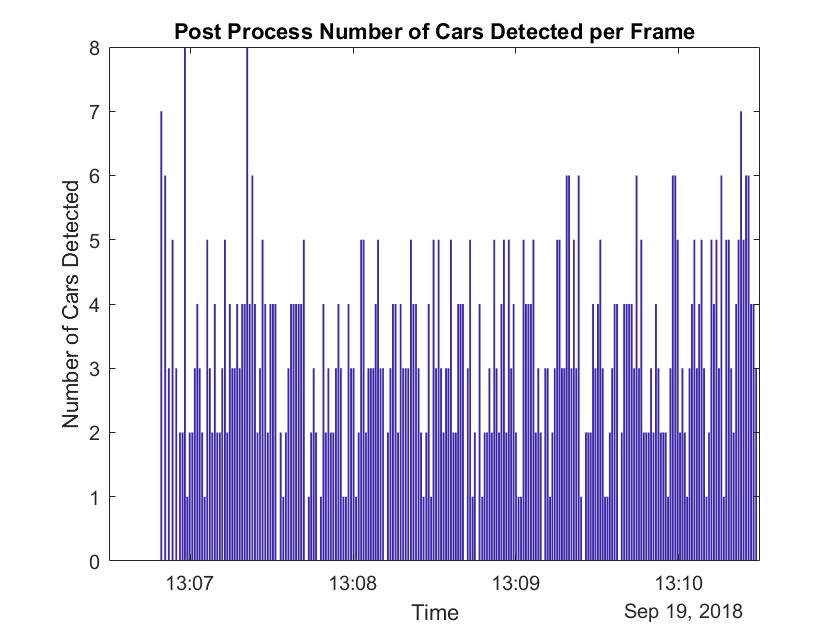 Post Process Number of Cars Detected per Frame
8
7
6
5
4
3
2
1
0
Number of Cars Detected
13:07 13:08 13:09 13:10
Time
Sep 19, 2018